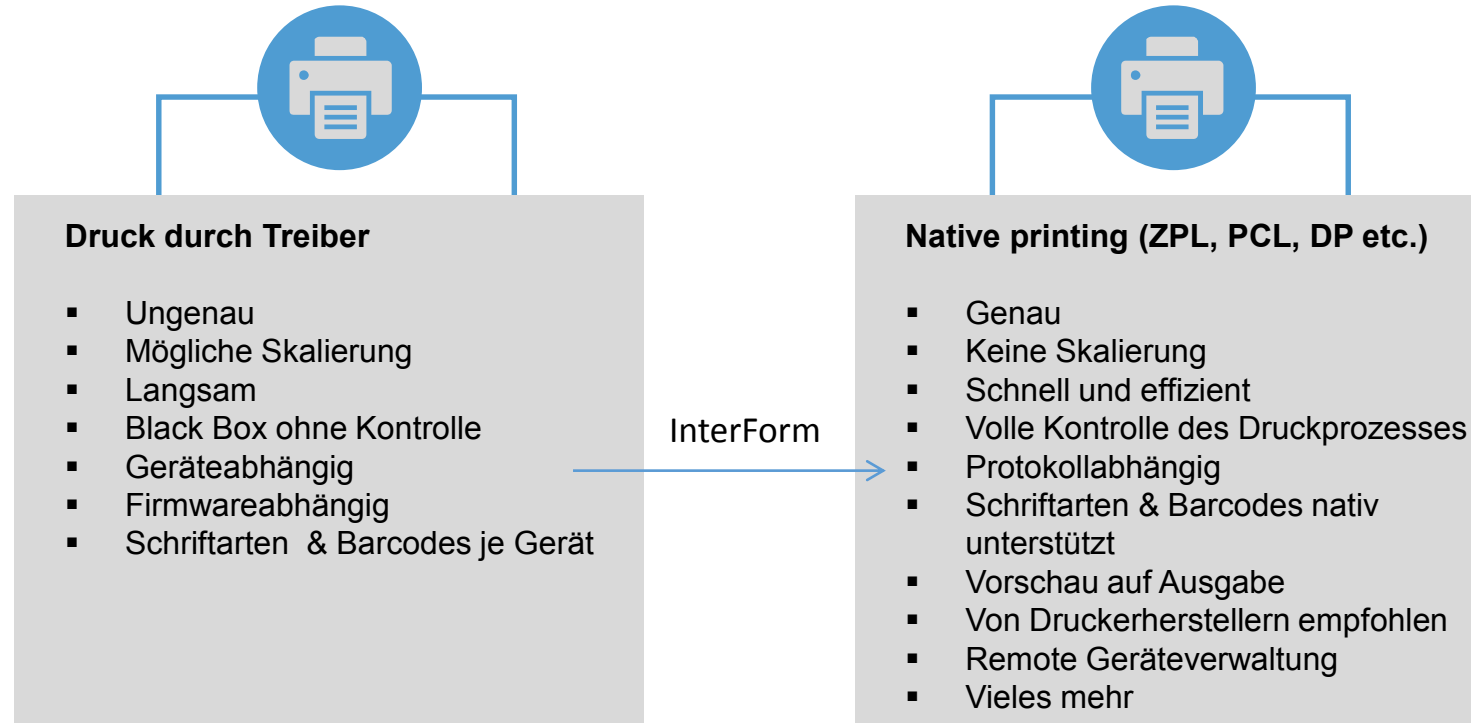 Druck durch Treiber
▪ Ungenau
▪ Mögliche Skalierung
▪ Langsam
▪ Black Box ohne Kontrolle
▪ Geräteabhängig
▪ Firmwareabhängig
▪ Schriftarten & Barcodes je Gerät
InterForm
Native printing (ZPL, PCL, DP etc.)
▪ Genau
▪ Keine Skalierung
▪ Schnell und effizient
▪ Volle Kontrolle des Druckprozesses
▪ Protokollabhängig
▪ Schriftarten & Barcodes nativ
unterstützt
▪ Vorschau auf Ausgabe
▪ Von Druckerherstellern empfohlen
▪ Remote Geräteverwaltung
▪ Vieles mehr